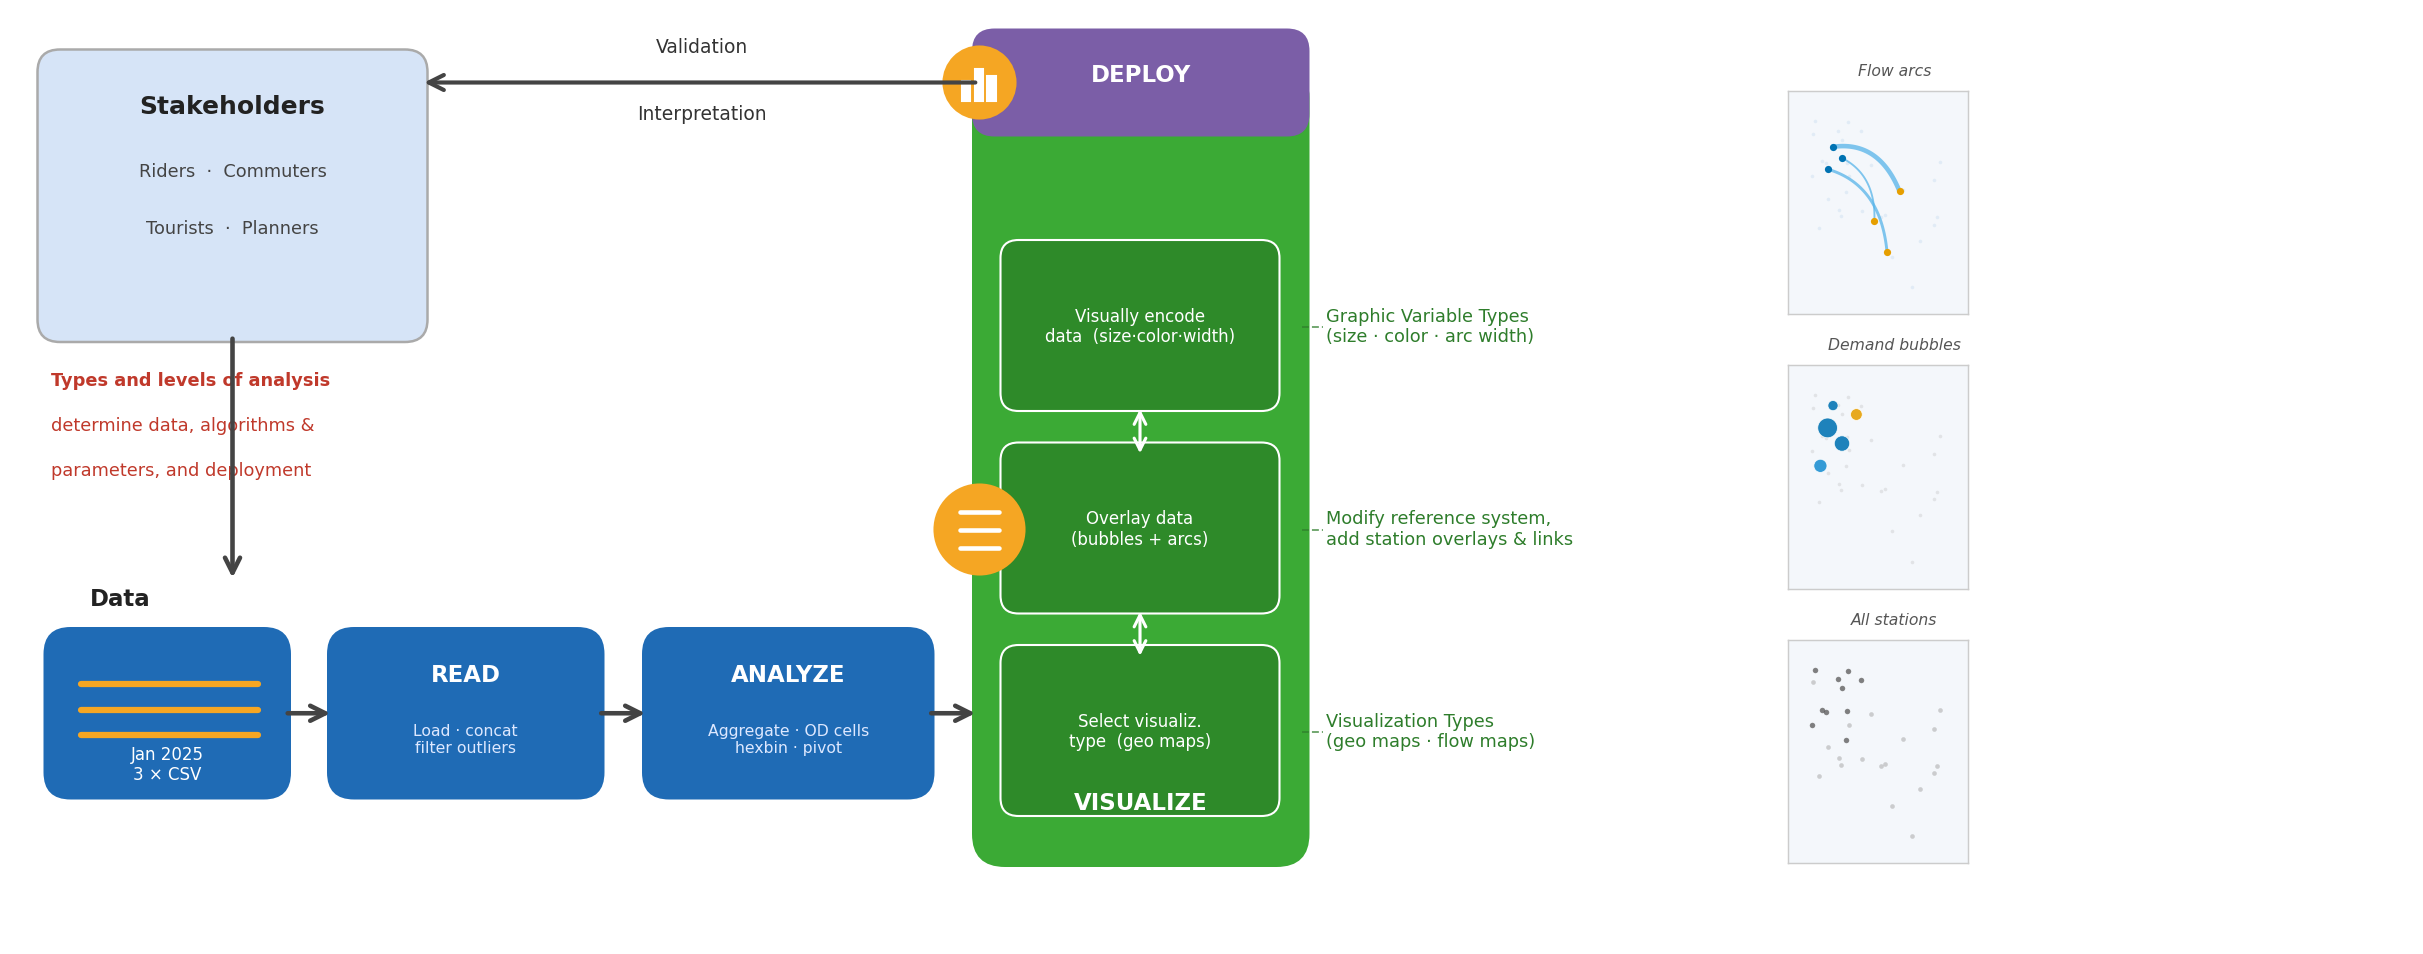 Stakeholders
Riders · Commuters
Tourists · Planners
Validation
Interpretation
DEPLOY
Types and levels of analysis
determine data, algorithms &
parameters, and deployment
Data
Jan 2025
3 × CSV
READ
Load · concat
filter outliers
ANALYZE
Aggregate · OD cells
hexbin · pivot
Visually encode
data (size·color·width)
Overlay data
(bubbles + arcs)
Select visualiz.
type (geo maps)
VISUALIZE
Graphic Variable Types
(size · color · arc width)
Modify reference system,
add station overlays & links
Visualization Types
(geo maps · flow maps)
Flow arcs
Demand bubbles
All stations